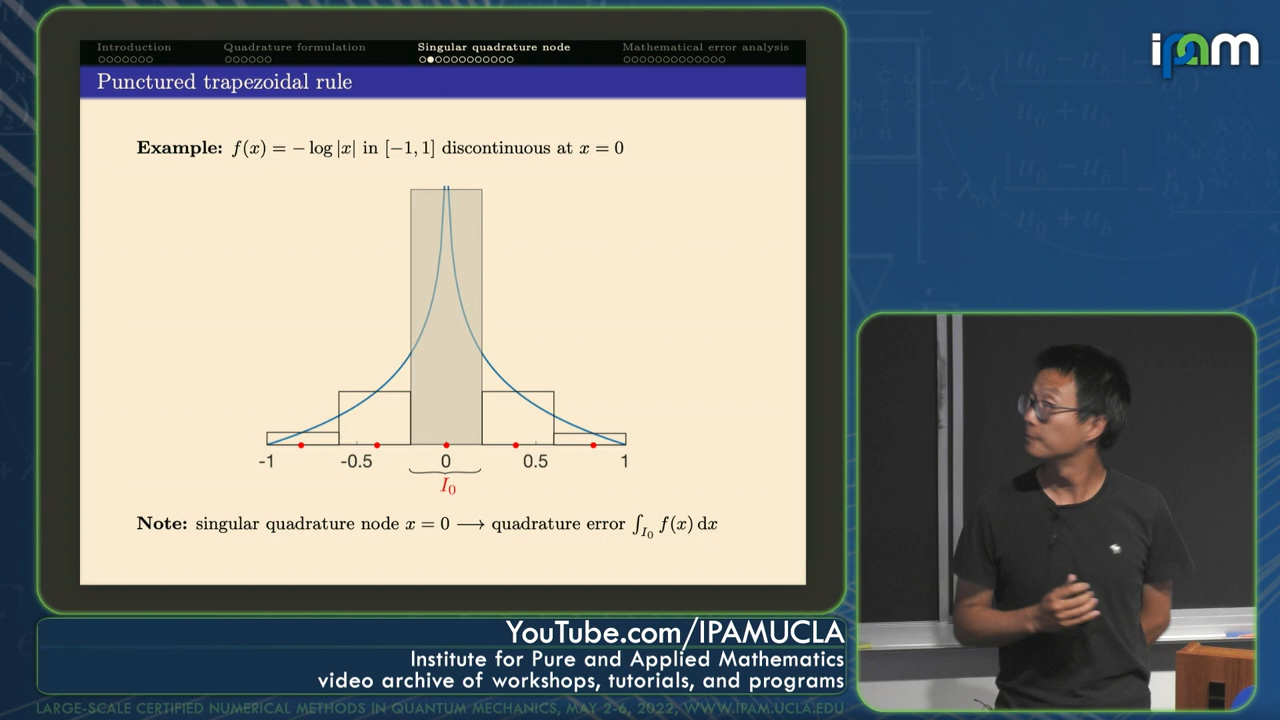 Introduction Quadrature formulation Singular quadrature node Mathematical error analysis
Punctured trapezoidal rule
Example: f(x) = − log |x| in [−1, 1] discontinuous at x = 0
-1 -0.5 0 0.5 1
I₀
Note: singular quadrature node x = 0 ⟶ quadrature error ∫_{I₀} f(x) dx
ipam
YouTube.com/IPAMUCLA
Institute for Pure and Applied Mathematics
video archive of workshops, tutorials, and programs
LARGE-SCALE CERTIFIED NUMERICAL METHODS IN QUANTUM MECHANICS, MAY 2-6, 2022, WWW.IPAM.UCLA.EDU